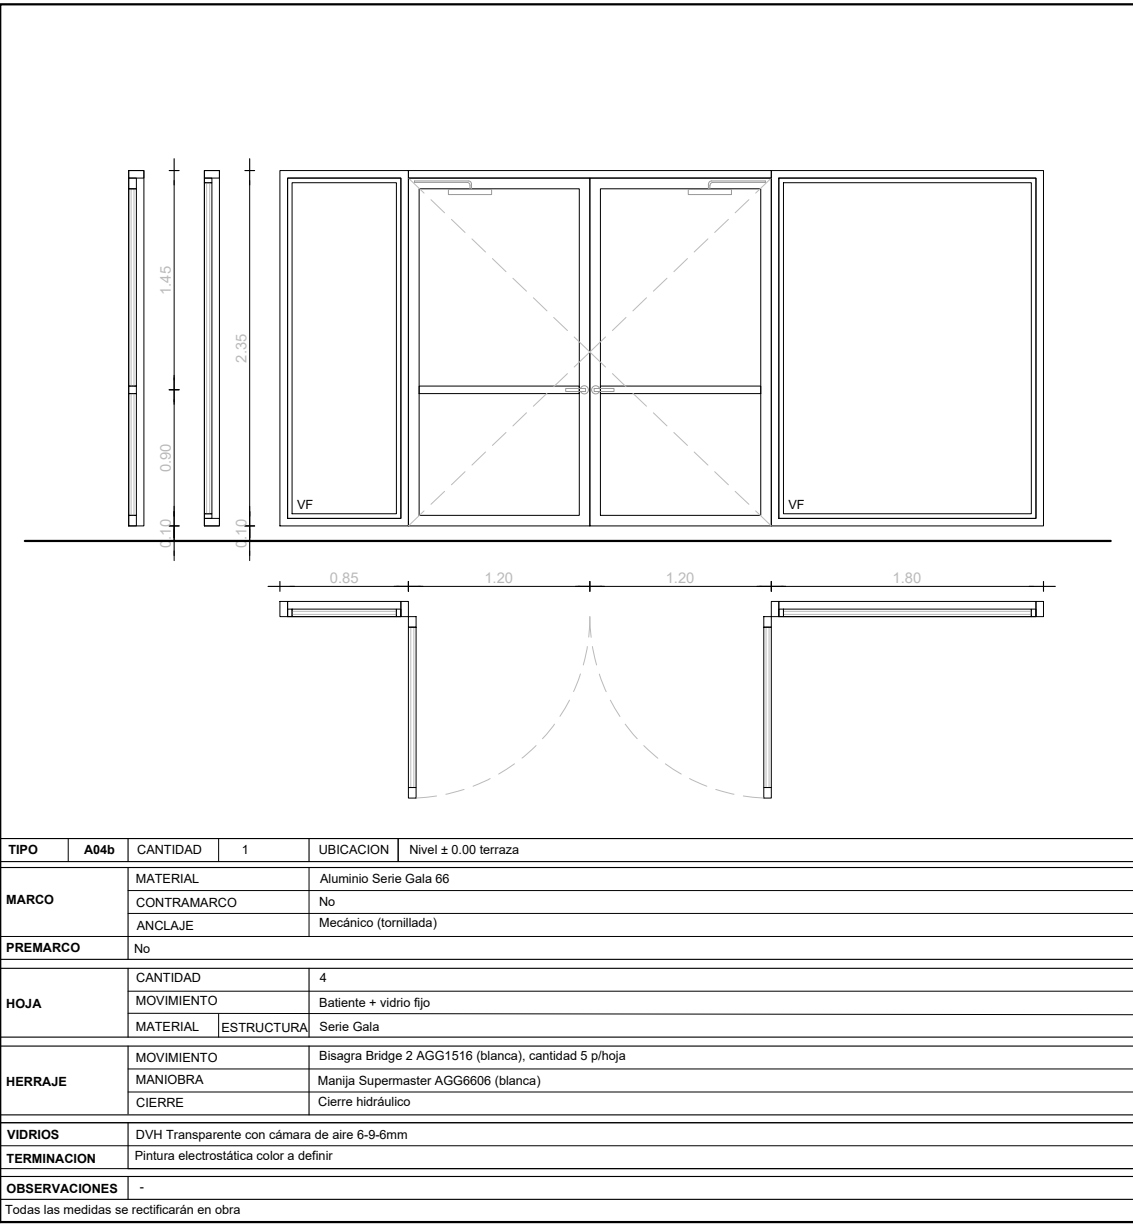 1.45
2.35
0.90
0.10
0.10
VF
VF
0.85
1.20
1.20
1.80
TIPO A04b CANTIDAD 1 UBICACION Nivel ± 0.00 terraza
MARCO
MATERIAL Aluminio Serie Gala 66
CONTRAMARCO No
ANCLAJE Mecánico (tornillada)
PREMARCO No
HOJA
CANTIDAD 4
MOVIMIENTO Batiente + vidrio fijo
MATERIAL ESTRUCTURA Serie Gala
HERRAJE
MOVIMIENTO Bisagra Bridge 2 AGG1516 (blanca), cantidad 5 p/hoja
MANIOBRA Manija Supermaster AGG6606 (blanca)
CIERRE Cierre hidráulico
VIDRIOS DVH Transparente con cámara de aire 6-9-6mm
TERMINACION Pintura electrostática color a definir
OBSERVACIONES -
Todas las medidas se rectificarán en obra